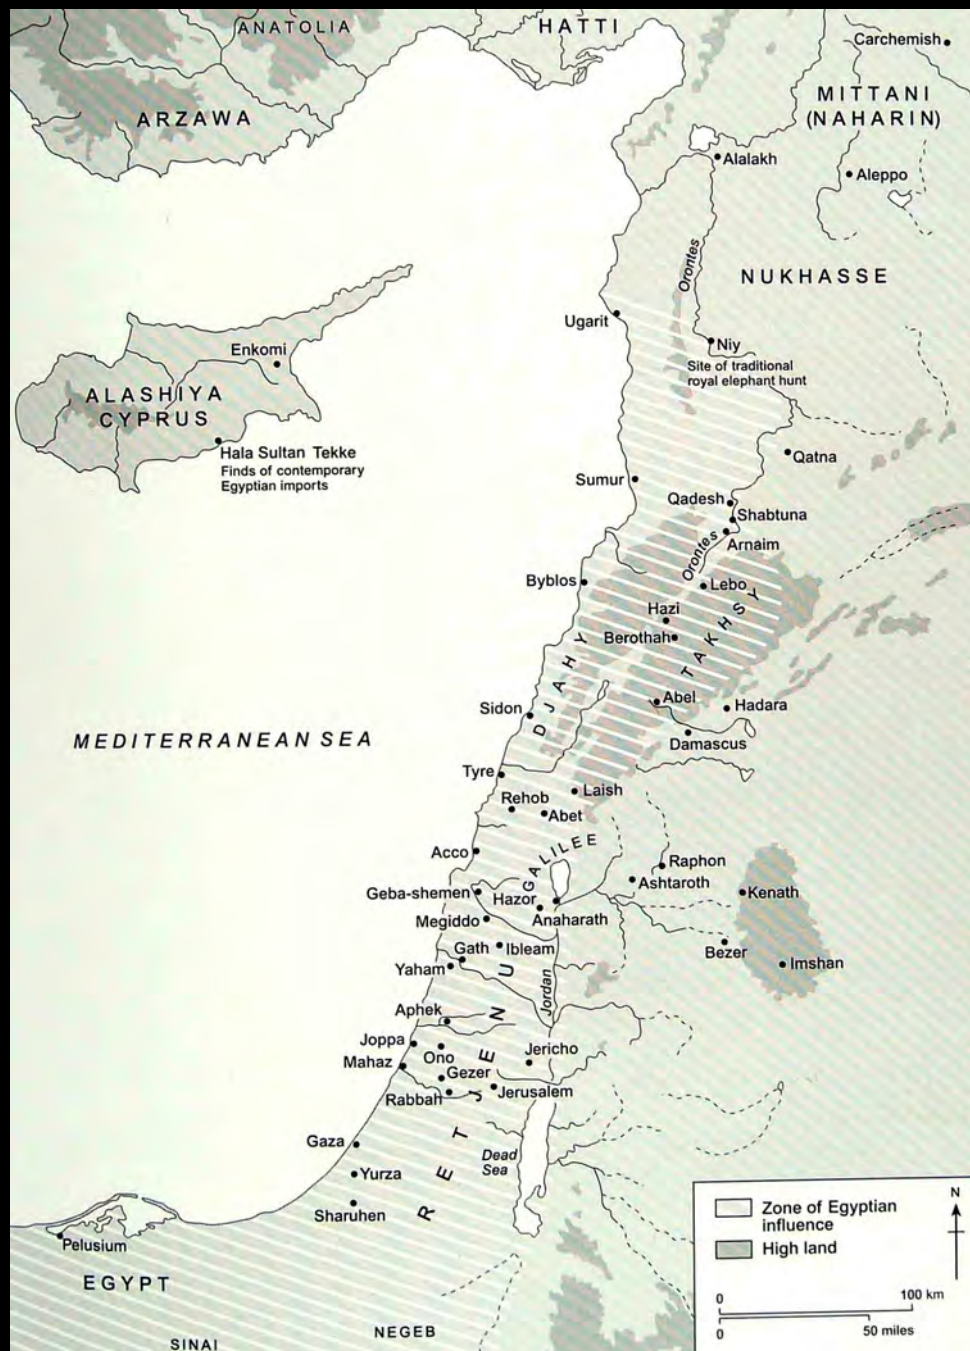 ANATOLIA
HATTI
Carchemish
ARZAWA
MITTANI
(NAHARIN)
Alalakh
Aleppo
Orontes
NUKHASSE
Ugarit
Niy
Site of traditional
royal elephant hunt
Enkomi
ALASHIYA
CYPRUS
Hala Sultan Tekke
Finds of contemporary
Egyptian imports
Qatna
Sumur
Qadesh
Shabtuna
Arnaim
Orontes
Byblos
Lebo
Hazi
Berothah
TAKHSY
DJAHY
Abel
Hadara
Sidon
Damascus
MEDITERRANEAN SEA
Tyre
Laish
Rehob
Abet
GALILEE
Acco
Raphon
Ashtaroth
Kenath
Geba-shemen
Hazor
Anaharath
Megiddo
Gath
Ibleam
Bezer
Imshan
Yaham
Jordan
Aphek
Joppa
Ono
Jericho
Mahaz
Gezer
Rabbah
Jerusalem
RETJENU
Gaza
Dead
Sea
Yurza
Sharuhen
Pelusium
EGYPT
SINAI
NEGEB
Zone of Egyptian
influence
High land
N
0 100 km
0 50 miles